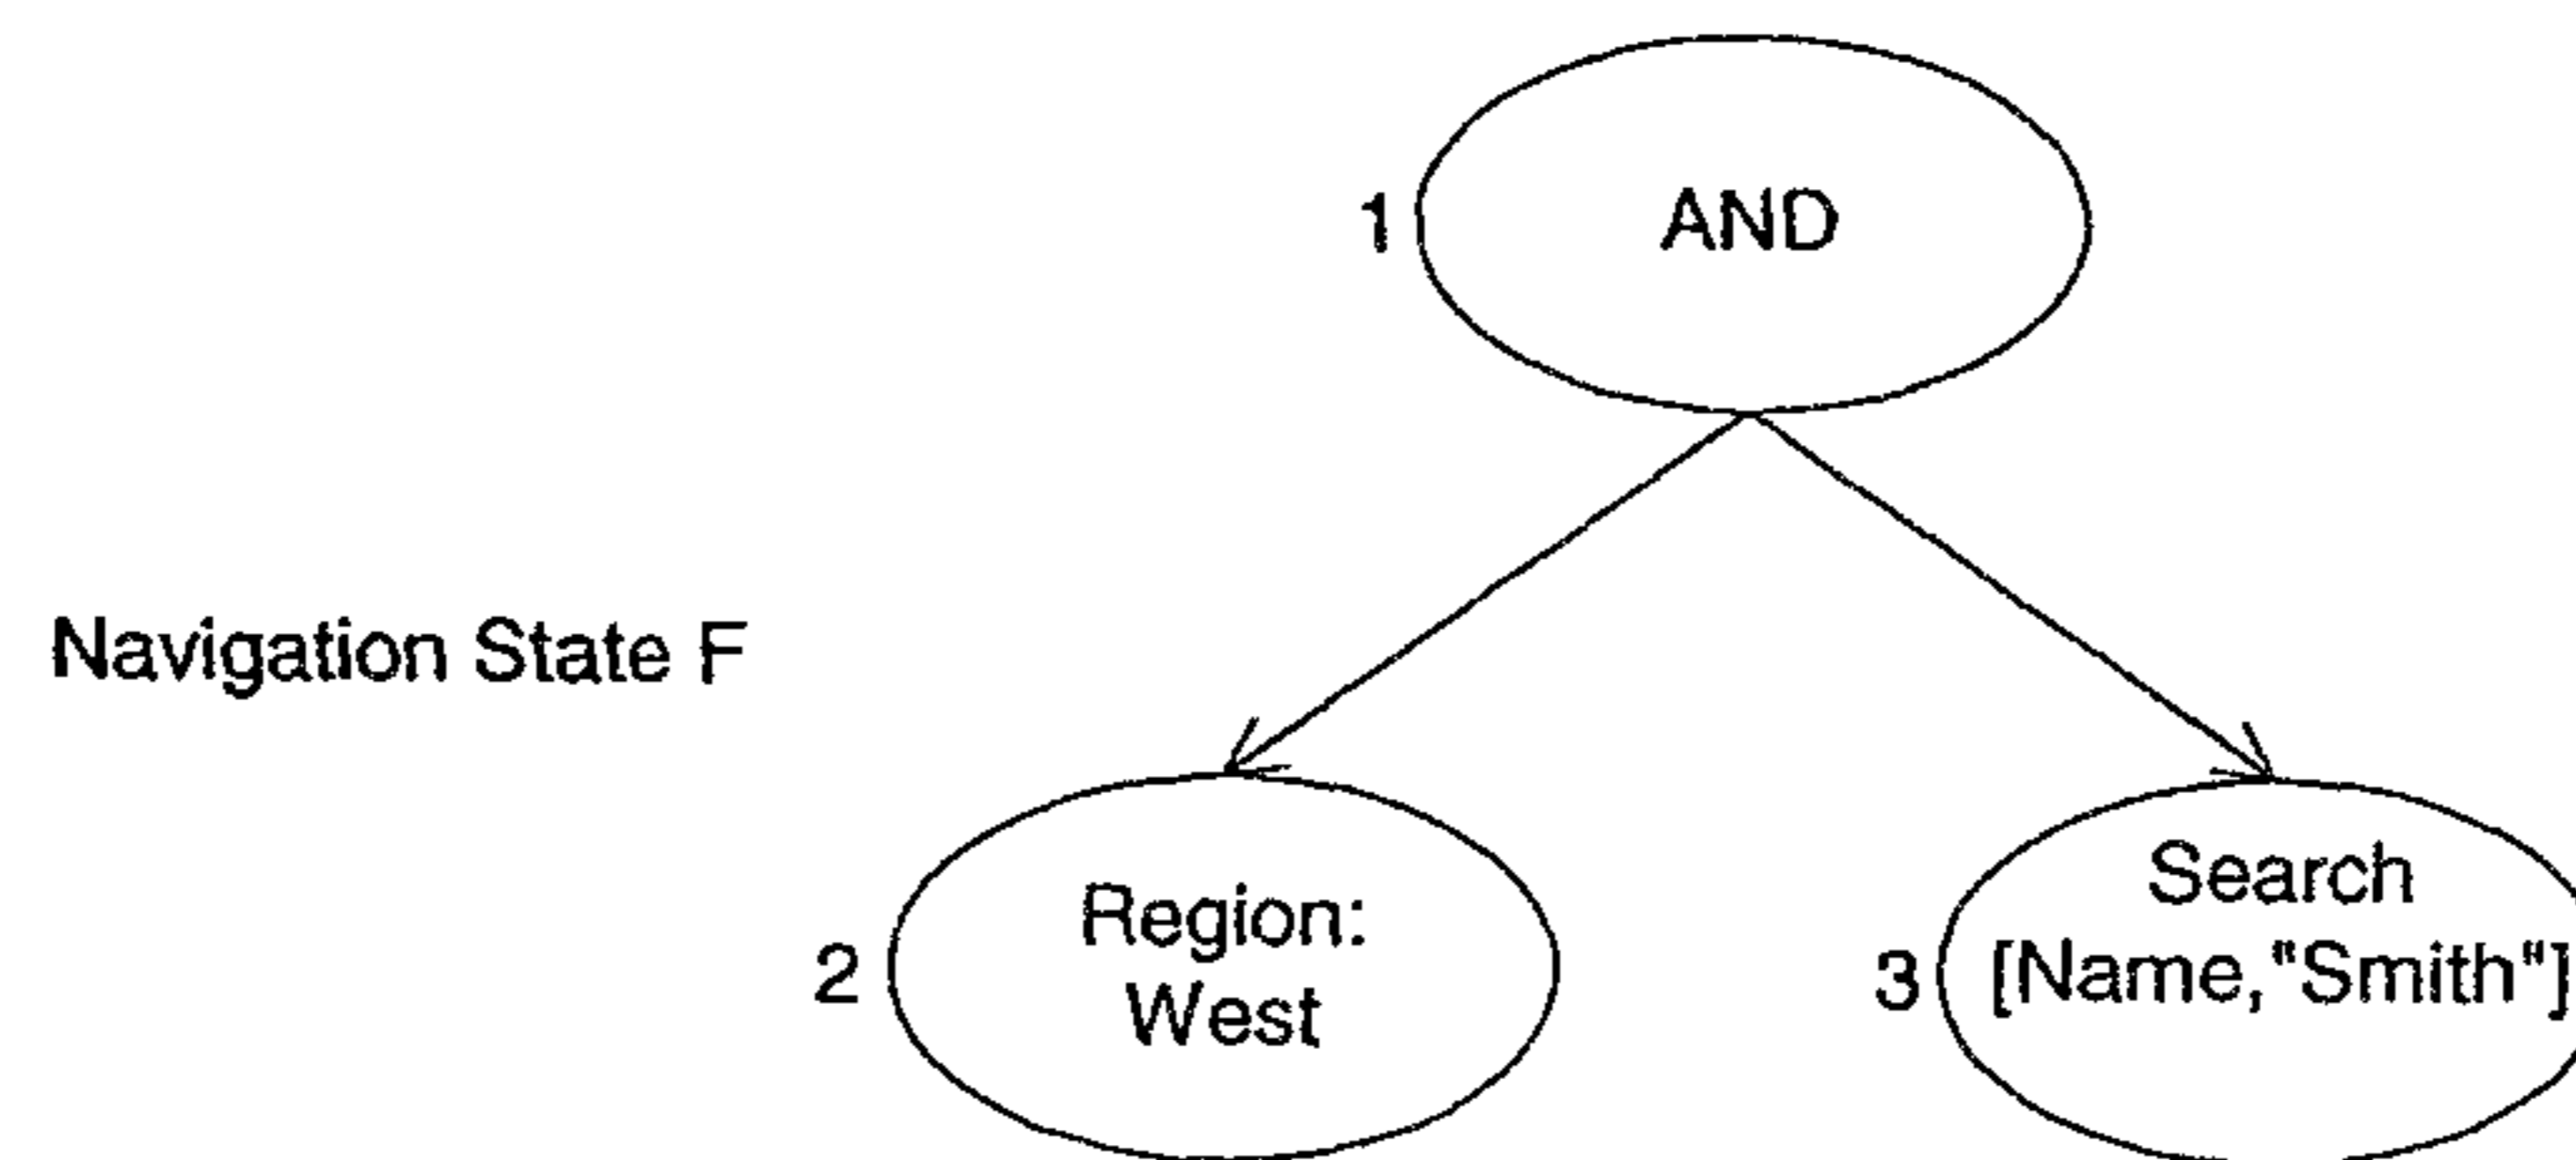 1 AND
Navigation State F
2 Region:
West
3 Search
[Name,"Smith"]